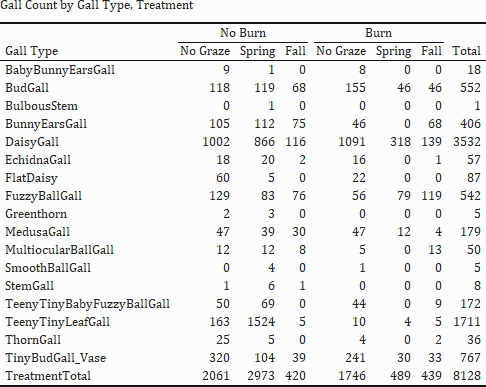 Gall Count by Gall Type, Treatment
No Burn Burn
Gall Type No Graze Spring Fall No Graze Spring Fall Total
BabyBunnyEarsGall 9 1 0 8 0 0 18
BudGall 118 119 68 155 46 46 552
BulbousStem 0 1 0 0 0 0 1
BunnyEarsGall 105 112 75 46 0 68 406
DaisyGall 1002 866 116 1091 318 139 3532
EchidnaGall 18 20 2 16 0 1 57
FlatDaisy 60 5 0 22 0 0 87
FuzzyBallGall 129 83 76 56 79 119 542
Greenthorn 2 3 0 0 0 0 5
MedusaGall 47 39 30 47 12 4 179
MultiocularBallGall 12 12 8 5 0 13 50
SmoothBallGall 0 4 0 1 0 0 5
StemGall 1 6 1 0 0 0 8
TeenyTinyBabyFuzzyBallGall 50 69 0 44 0 9 172
TeenyTinyLeafGall 163 1524 5 10 4 5 1711
ThornGall 25 5 0 4 0 2 36
TinyBudGall_Vase 320 104 39 241 30 33 767
TreatmentTotal 2061 2973 420 1746 489 439 8128